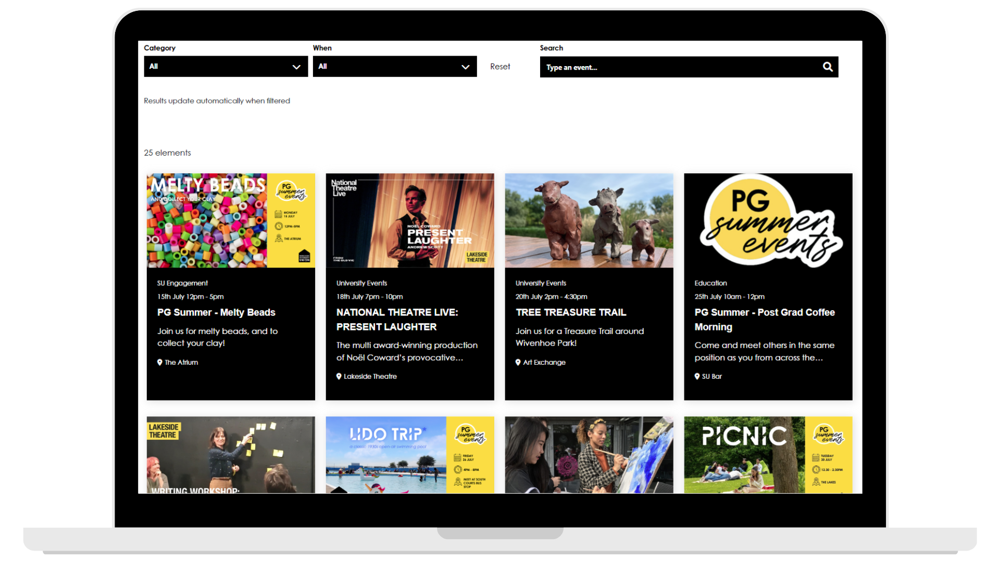 Category
When
Search
All
All
Reset
Type an event...
Results update automatically when filtered
25 elements
MELTY BEADS
AND COLLECT YOUR CLAY
PG
summer
events
MONDAY
15 JULY
12PM-5PM
THE ATRIUM
SU Engagement
15th July 12pm - 5pm
PG Summer - Melty Beads
Join us for melty beads, and to
collect your clay!
The Atrium
National
Theatre
Live
NOËL COWARD
PRESENT
LAUGHTER
ANDREW SCOTT
FROM
THE OLD VIC
LAKESIDE
THEATRE
University Events
18th July 7pm - 10pm
NATIONAL THEATRE LIVE:
PRESENT LAUGHTER
The multi award-winning production
of Noël Coward’s provocative...
Lakeside Theatre
University Events
20th July 2pm - 4:30pm
TREE TREASURE TRAIL
Join us for a Treasure Trail around
Wivenhoe Park!
Art Exchange
PG
summer
events
Education
25th July 10am - 12pm
PG Summer - Post Grad Coffee
Morning
Come and meet others in the same
position as you from across the...
SU Bar
LAKESIDE
THEATRE
WRITING WORKSHOP:
LIDO TRIP
a classic 1930s open-air swimming pool
PG
summer
events
FRIDAY
26 JULY
4PM - 8PM
MEET AT SOUTH
COURTS BUS
STOP
PICNIC
PG
summer
events
TUESDAY
30 JULY
12.30 - 2.30PM
THE LAKES